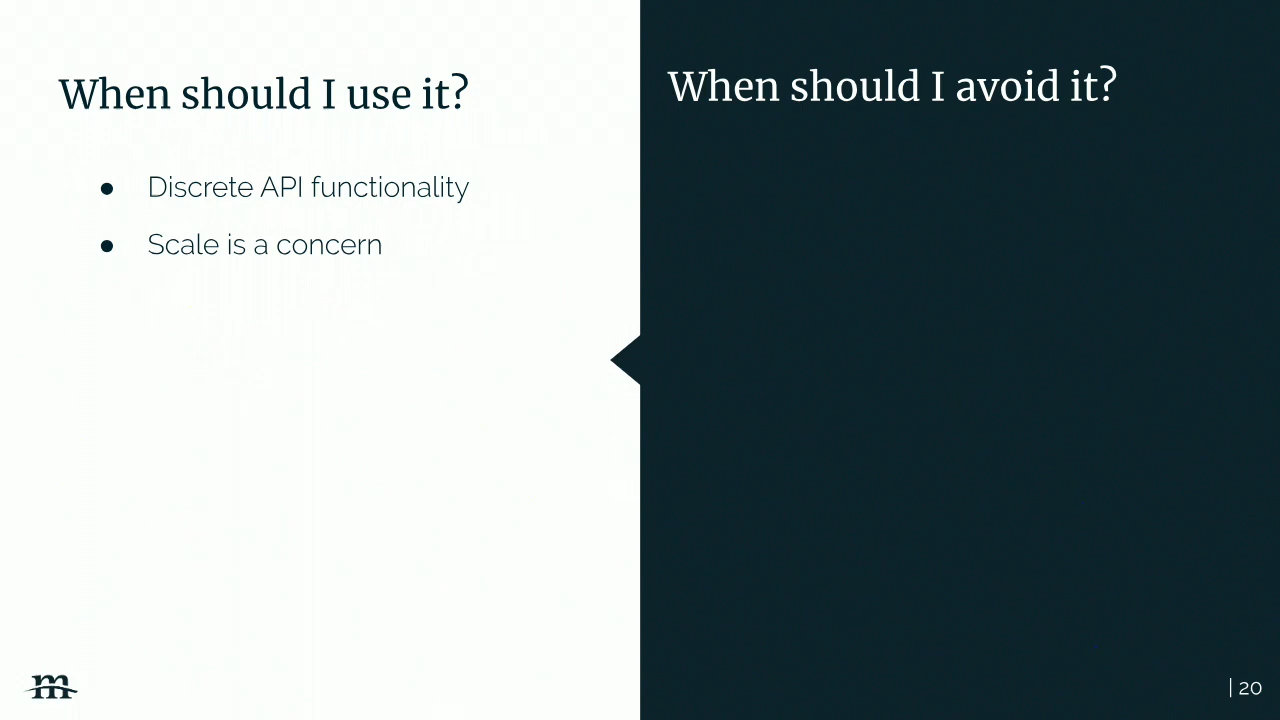 When should I use it?
● Discrete API functionality
● Scale is a concern
When should I avoid it?
m
| 20